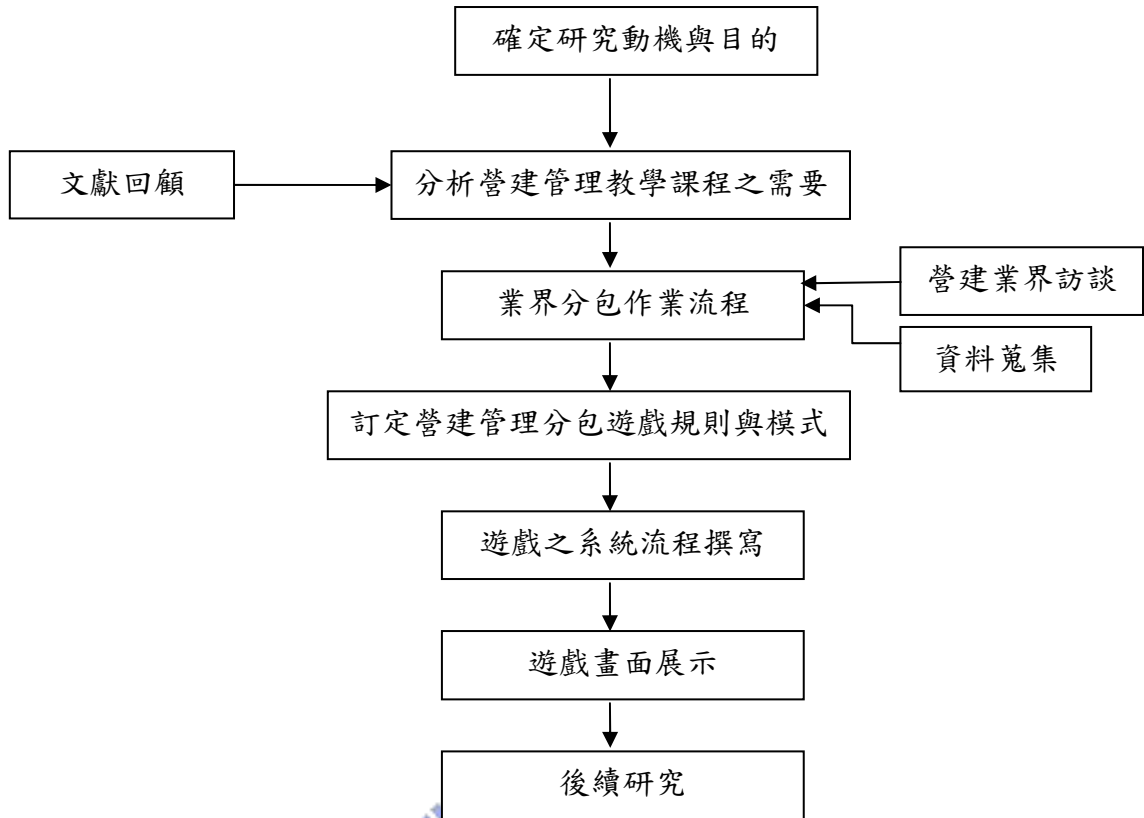 確定研究動機與目的
文獻回顧
分析營建管理教學課程之需要
營建業界訪談
業界分包作業流程
資料蒐集
訂定營建管理分包遊戲規則與模式
遊戲之系統流程撰寫
遊戲畫面展示
後續研究